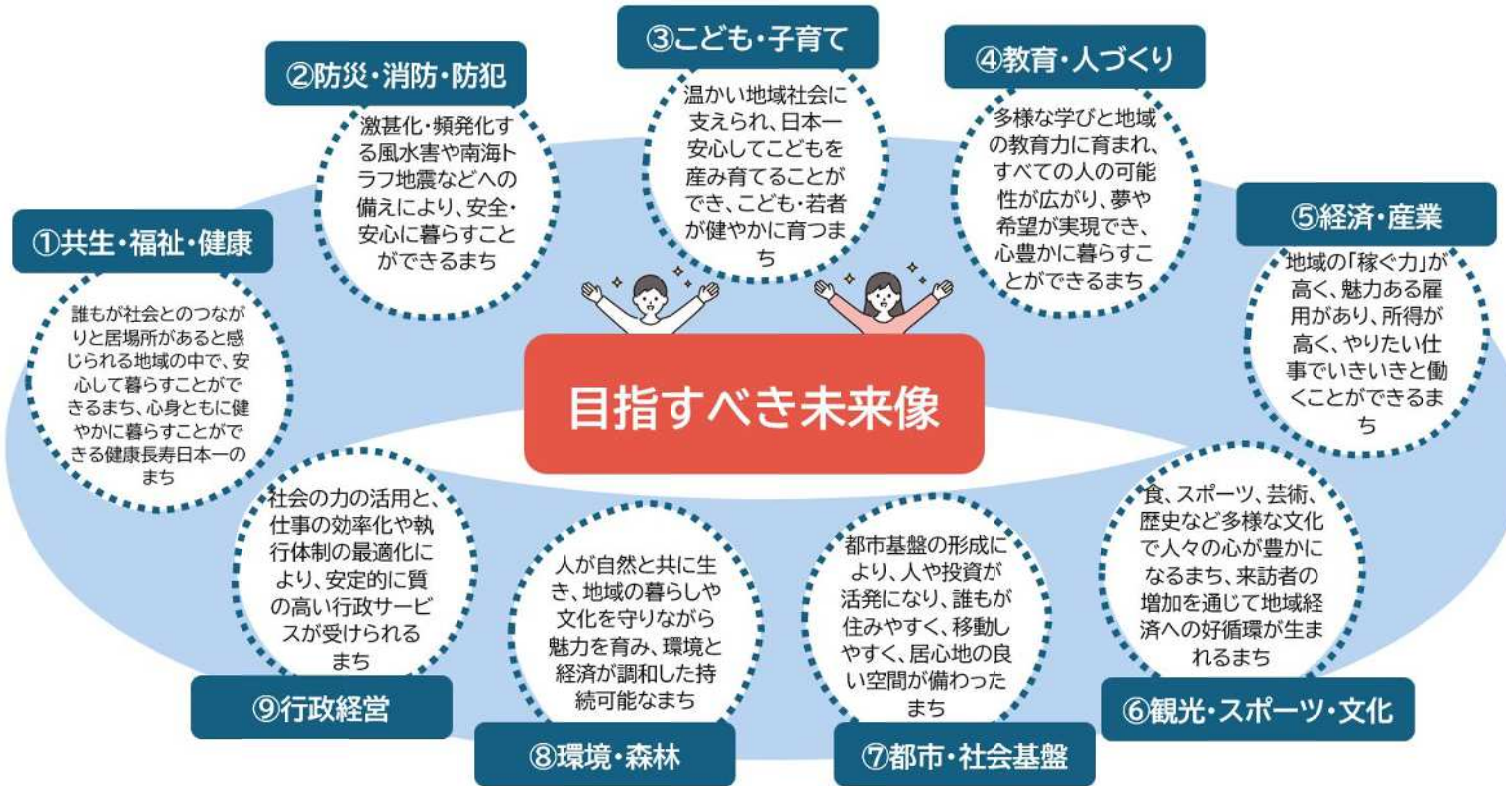 ③こども・子育て
温かい地域社会に
支えられ、日本一
安心してこどもを
産み育てることが
でき、こども・若者
が健やかに育つま
ち
②防災・消防・防犯
激甚化・頻発化す
る風水害や南海ト
ラフ地震などへの
備えにより、安全・
安心に暮らすこと
ができるまち
④教育・人づくり
多様な学びと地域
の教育力に育まれ、
すべての人の可能
性が広がり、夢や
希望が実現でき、
心豊かに暮らすこ
とができるまち
①共生・福祉・健康
誰もが社会とのつなが
りと居場所があると感
じられる地域の中で、安
心して暮らすことがで
きるまち、心身ともに健
やかに暮らすことがで
きる健康長寿日本一の
まち
⑤経済・産業
地域の「稼ぐ力」が
高く、魅力ある雇
用があり、所得が
高く、やりたい仕
事でいきいきと働
くことができるま
ち
目指すべき未来像
社会の力の活用と、
仕事の効率化や執
行体制の最適化に
より、安定的に質
の高い行政サービ
スが受けられる
まち
⑨行政経営
人が自然と共に生
き、地域の暮らしや
文化を守りながら
魅力を育み、環境と
経済が調和した持
続可能なまち
⑧環境・森林
都市基盤の形成に
より、人や投資が
活発になり、誰もが
住みやすく、移動し
やすく、居心地の良
い空間が備わった
まち
⑦都市・社会基盤
食、スポーツ、芸術、
歴史など多様な文化
で人々の心が豊かに
なるまち、来訪者の
増加を通じて地域経
済への好循環が生ま
れるまち
⑥観光・スポーツ・文化